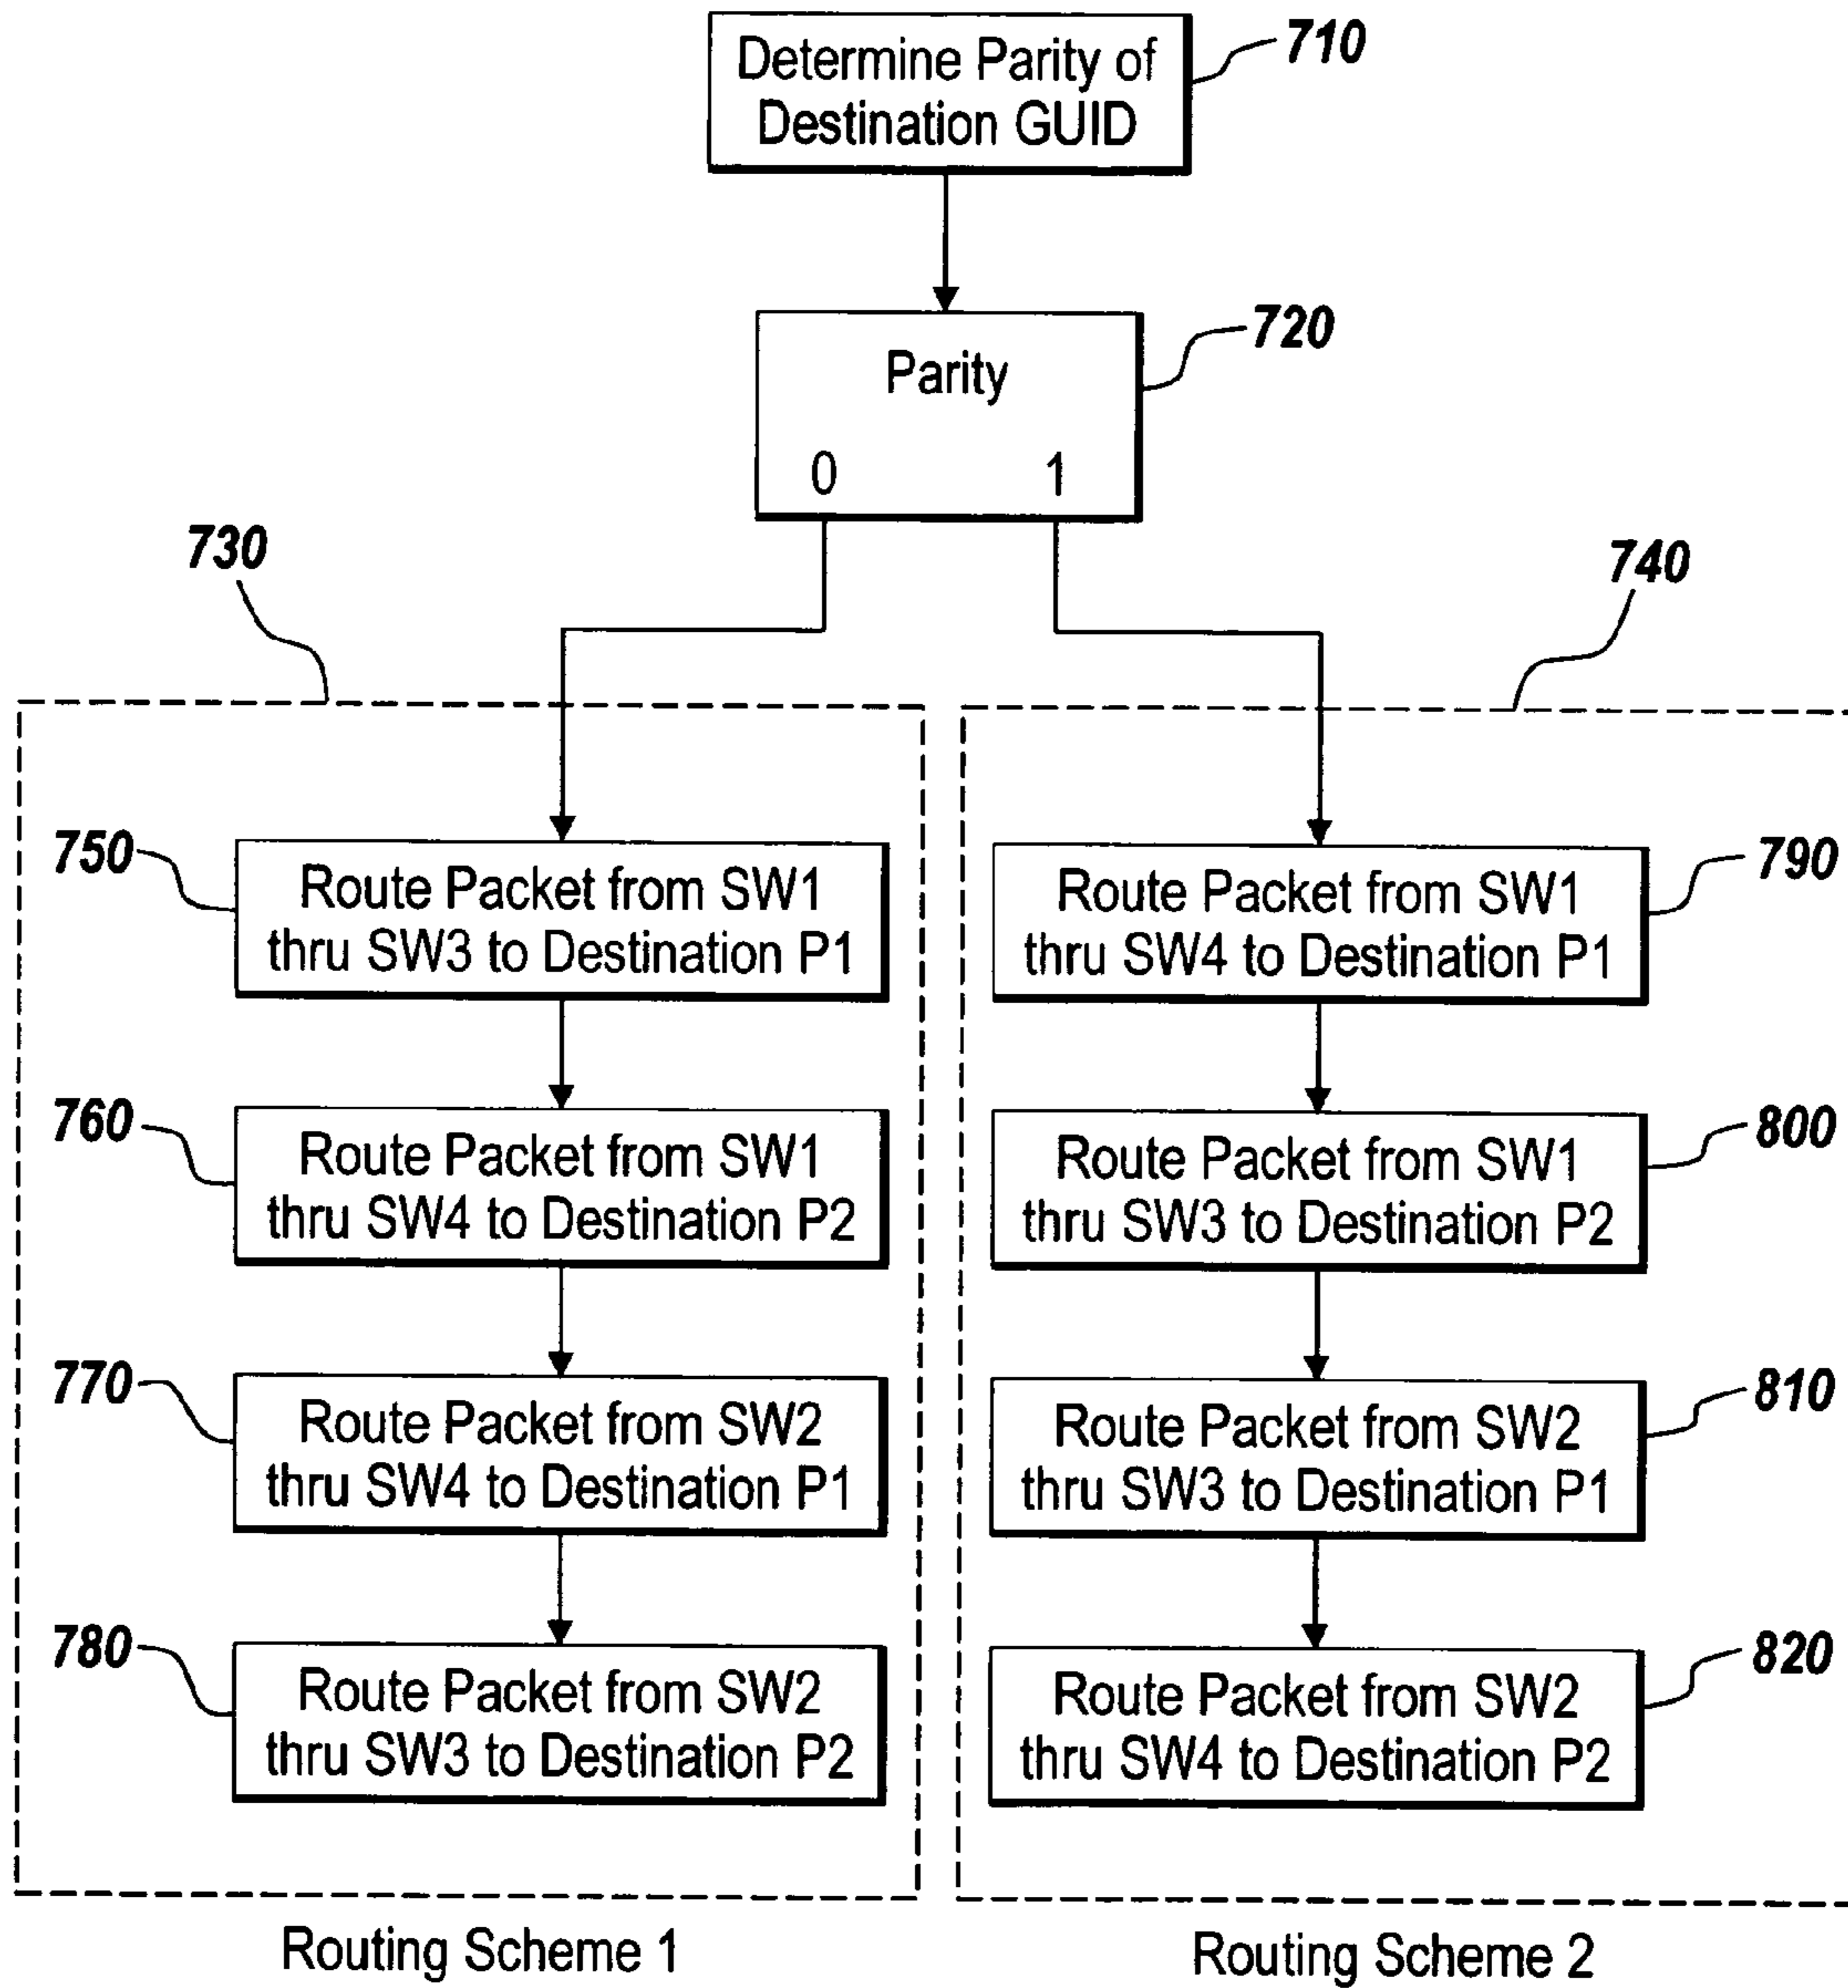 Determine Parity of
Destination GUID
710
Parity
0 1
720
730
740
750
Route Packet from SW1
thru SW3 to Destination P1
760
Route Packet from SW1
thru SW4 to Destination P2
770
Route Packet from SW2
thru SW4 to Destination P1
780
Route Packet from SW2
thru SW3 to Destination P2
Routing Scheme 1
Route Packet from SW1
thru SW4 to Destination P1
790
Route Packet from SW1
thru SW3 to Destination P2
800
Route Packet from SW2
thru SW3 to Destination P1
810
Route Packet from SW2
thru SW4 to Destination P2
820
Routing Scheme 2